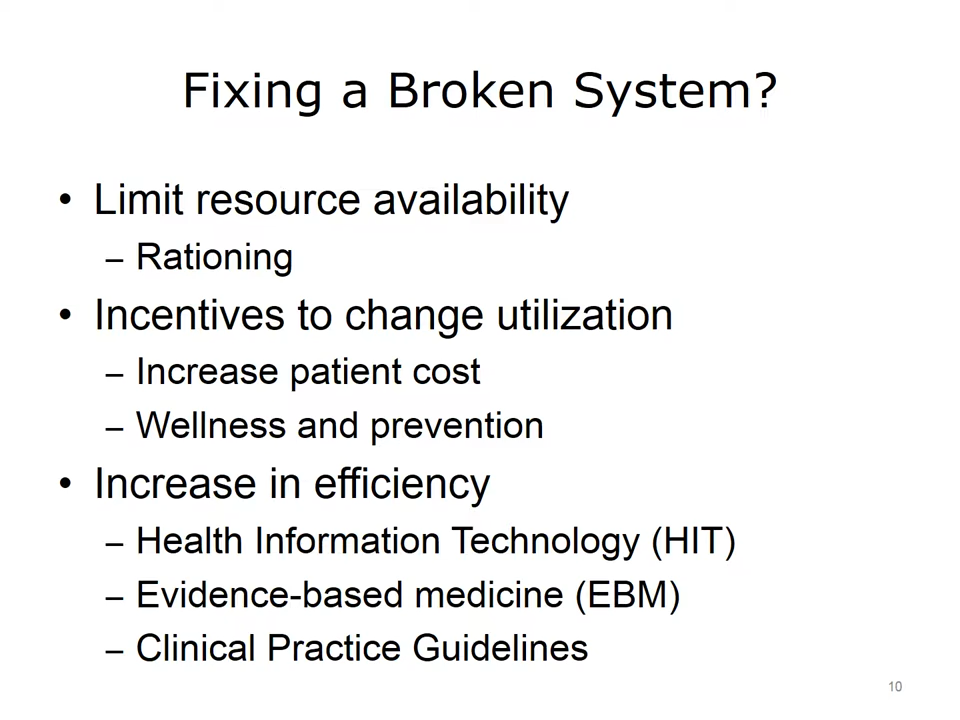 Fixing a Broken System?
• Limit resource availability
– Rationing
• Incentives to change utilization
– Increase patient cost
– Wellness and prevention
• Increase in efficiency
– Health Information Technology (HIT)
– Evidence-based medicine (EBM)
– Clinical Practice Guidelines
10